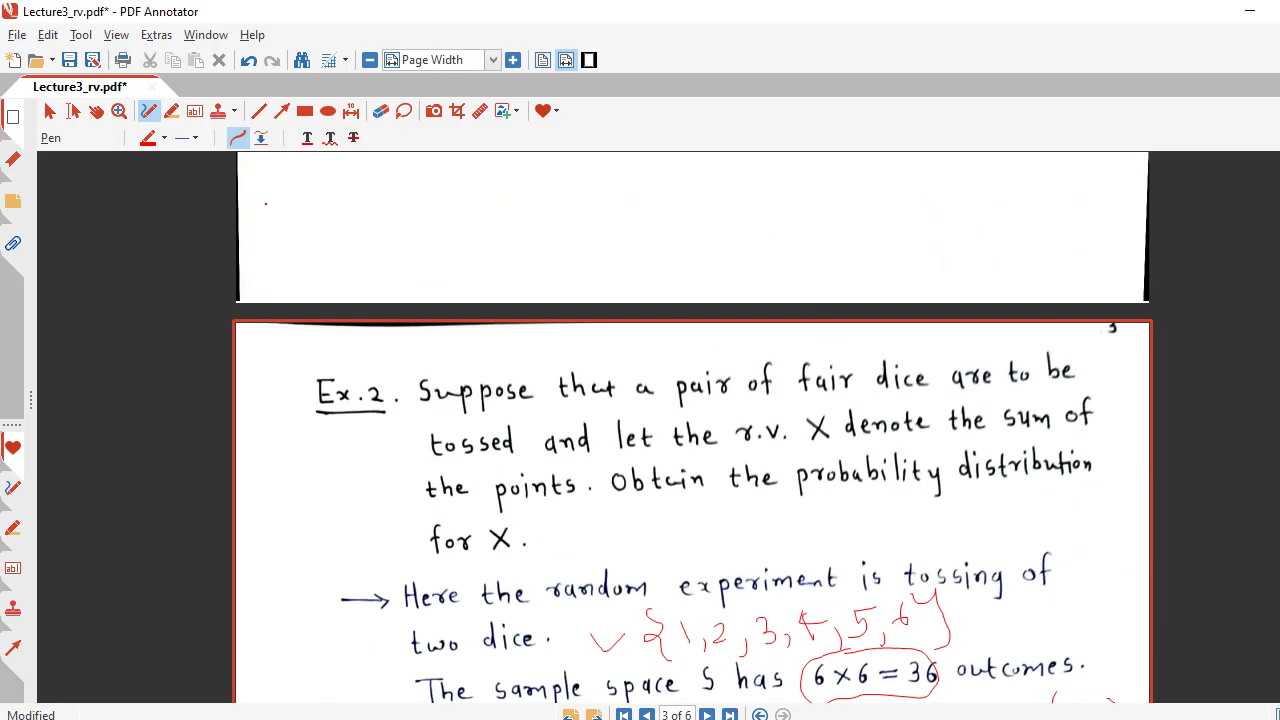 Lecture3_rv.pdf* - PDF Annotator
File Edit Tool View Extras Window Help
Page Width
Lecture3_rv.pdf*
Pen
3
Ex.2. Suppose that a pair of fair dice are to be
tossed and let the r.v. X denote the sum of
the points. Obtain the probability distribution
for X.
→ Here the random experiment is tossing of
two dice. ✓ {1,2,3,4,5,6}
The sample space S has 6×6=36 outcomes.
Modified
3 of 6